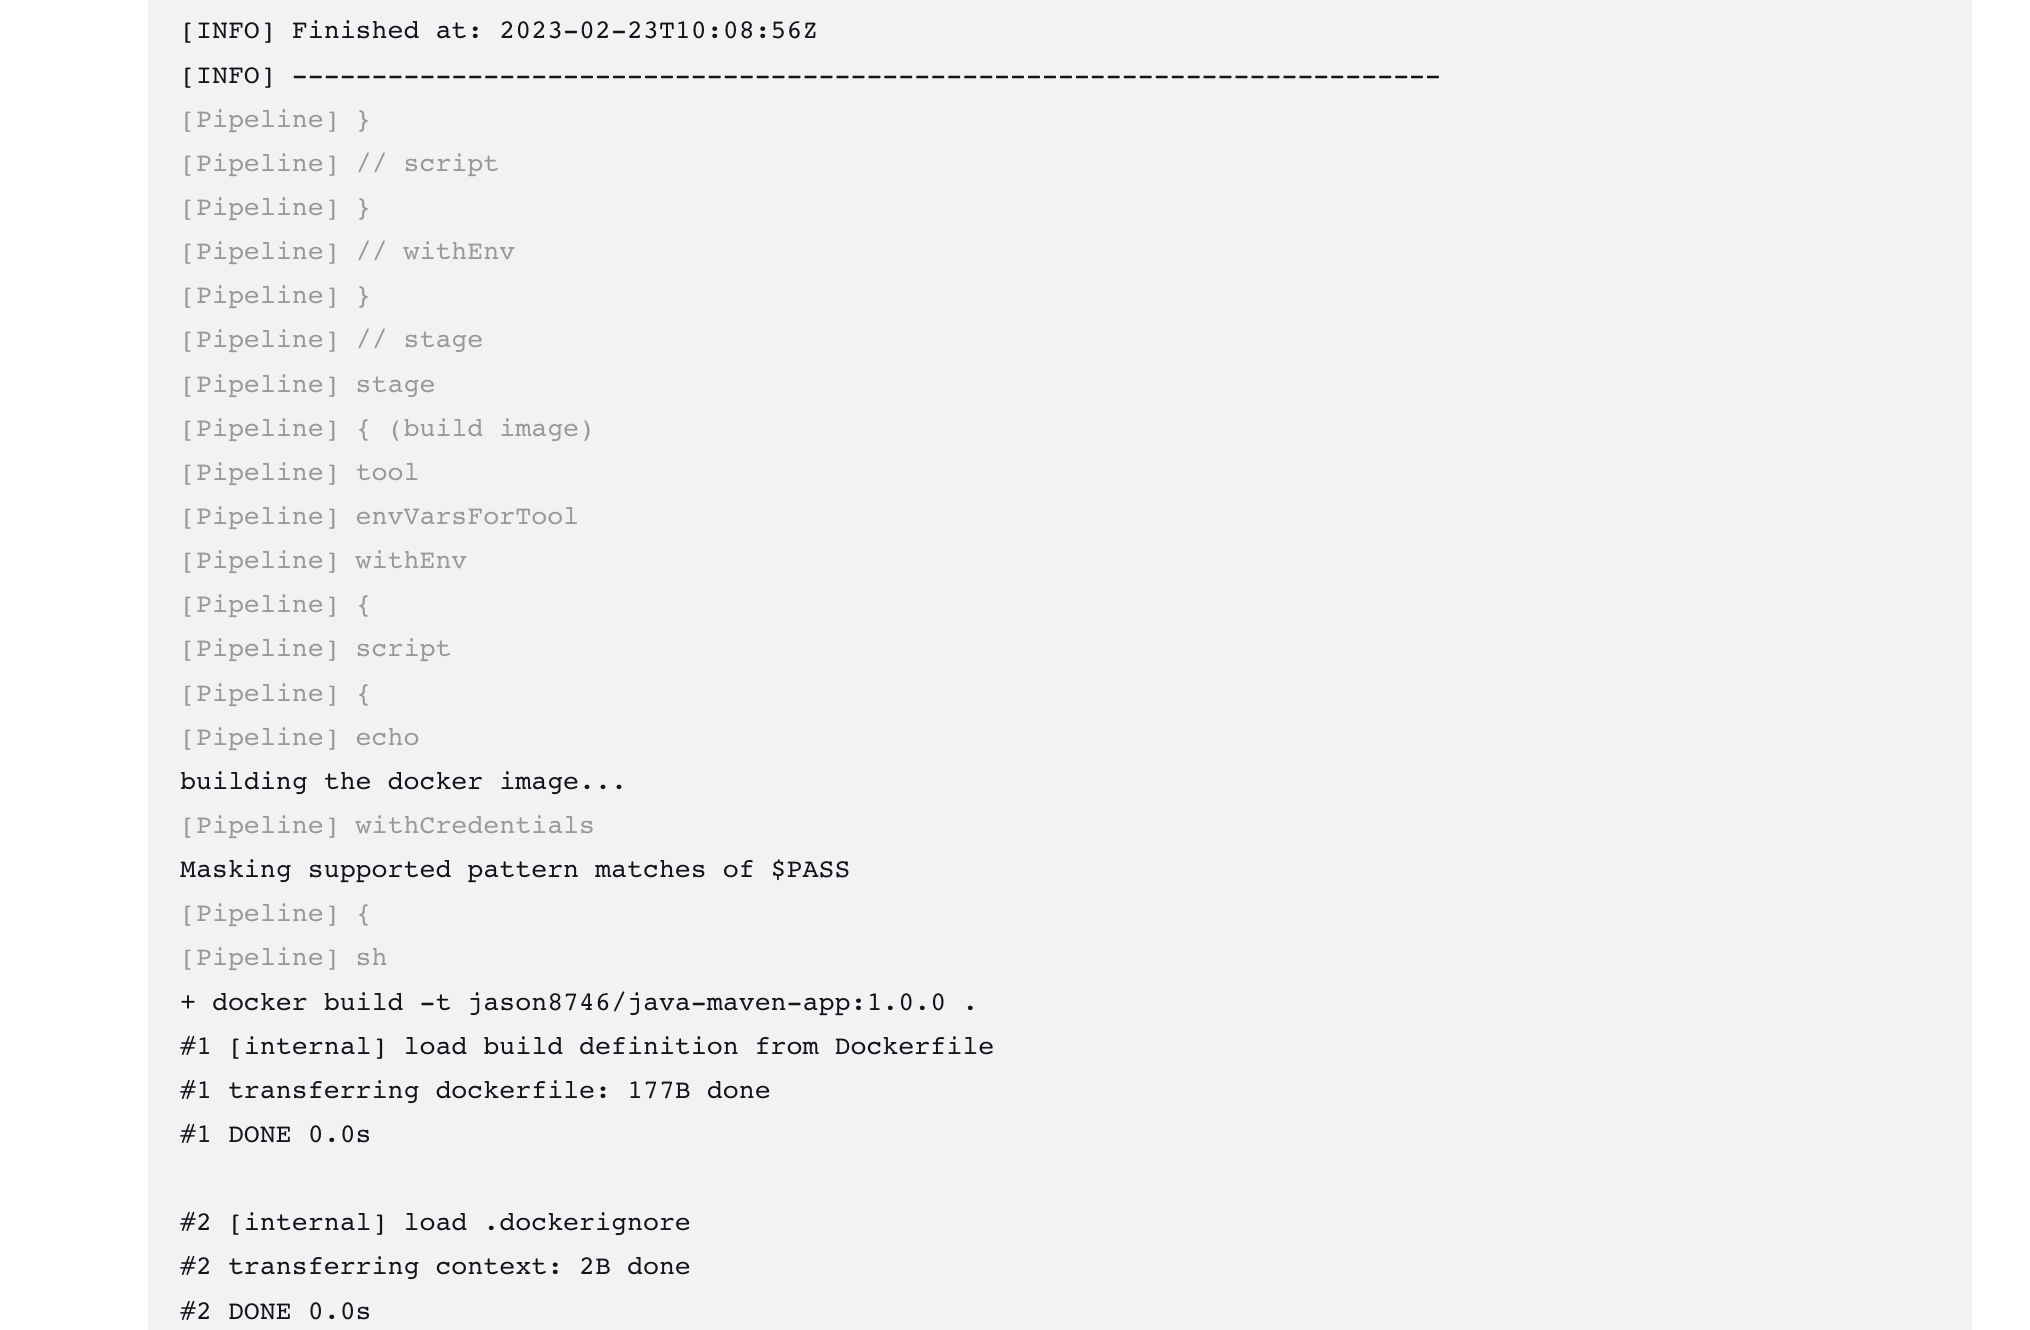 [INFO] Finished at: 2023-02-23T10:08:56Z
[INFO] ------------------------------------------------------------------------
[Pipeline] }
[Pipeline] // script
[Pipeline] }
[Pipeline] // withEnv
[Pipeline] }
[Pipeline] // stage
[Pipeline] stage
[Pipeline] { (build image)
[Pipeline] tool
[Pipeline] envVarsForTool
[Pipeline] withEnv
[Pipeline] {
[Pipeline] script
[Pipeline] {
[Pipeline] echo
building the docker image...
[Pipeline] withCredentials
Masking supported pattern matches of $PASS
[Pipeline] {
[Pipeline] sh
+ docker build -t jason8746/java-maven-app:1.0.0 .
#1 [internal] load build definition from Dockerfile
#1 transferring dockerfile: 177B done
#1 DONE 0.0s

#2 [internal] load .dockerignore
#2 transferring context: 2B done
#2 DONE 0.0s